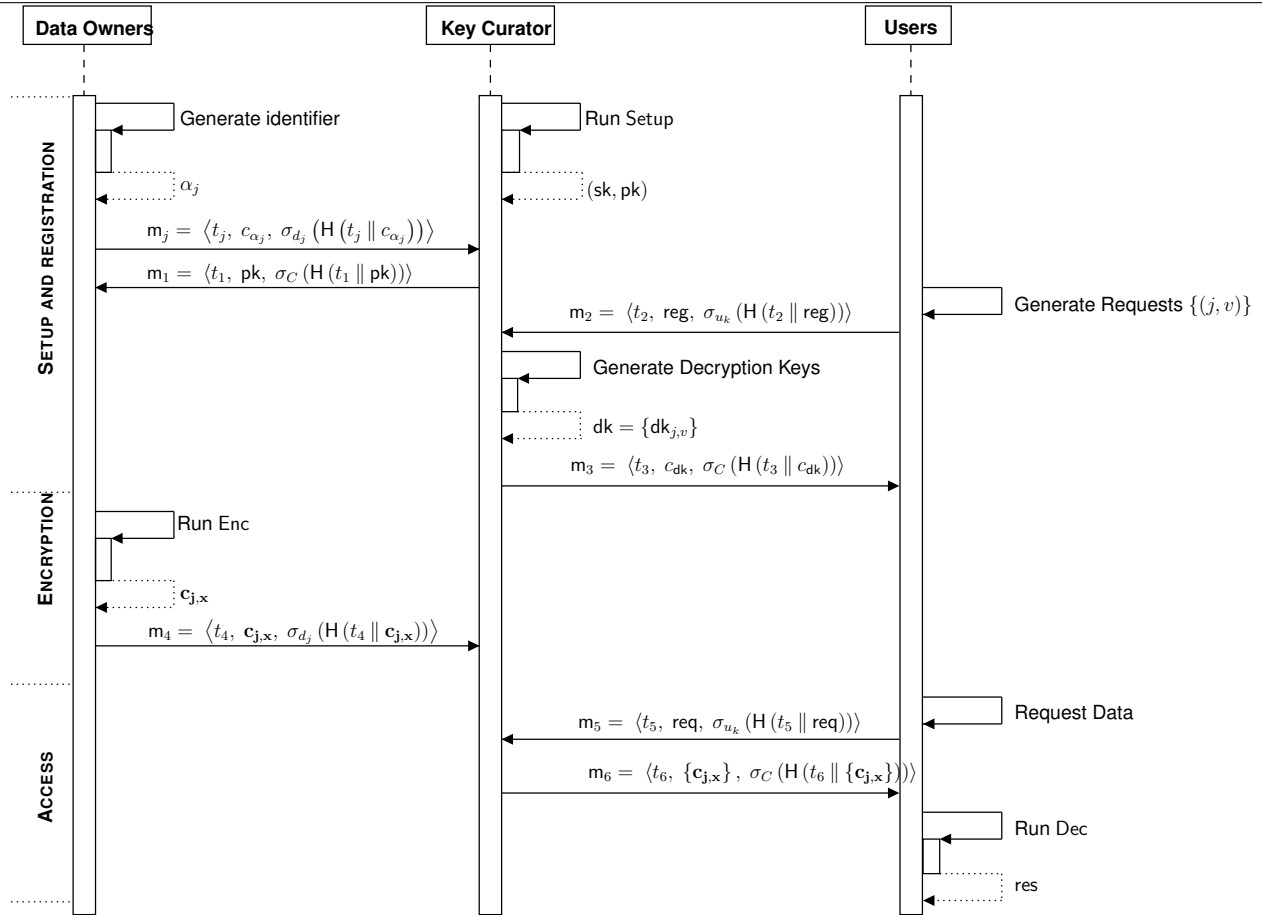 Data Owners
Key Curator
Users
SETUP AND REGISTRATION
Generate identifier
Run Setup
α_j
(sk, pk)
m_j = ⟨t_j, c_{α_j}, σ_{d_j} (H (t_j ∥ c_{α_j}))⟩
m_1 = ⟨t_1, pk, σ_C (H (t_1 ∥ pk))⟩
Generate Requests {(j, v)}
m_2 = ⟨t_2, reg, σ_{u_k} (H (t_2 ∥ reg))⟩
Generate Decryption Keys
dk = {dk_{j,v}}
m_3 = ⟨t_3, c_{dk}, σ_C (H (t_3 ∥ c_{dk}))⟩
ENCRYPTION
Run Enc
c_{j,x}
m_4 = ⟨t_4, c_{j,x}, σ_{d_j} (H (t_4 ∥ c_{j,x}))⟩
ACCESS
Request Data
m_5 = ⟨t_5, req, σ_{u_k} (H (t_5 ∥ req))⟩
m_6 = ⟨t_6, {c_{j,x}}, σ_C (H (t_6 ∥ {c_{j,x}}))⟩
Run Dec
res